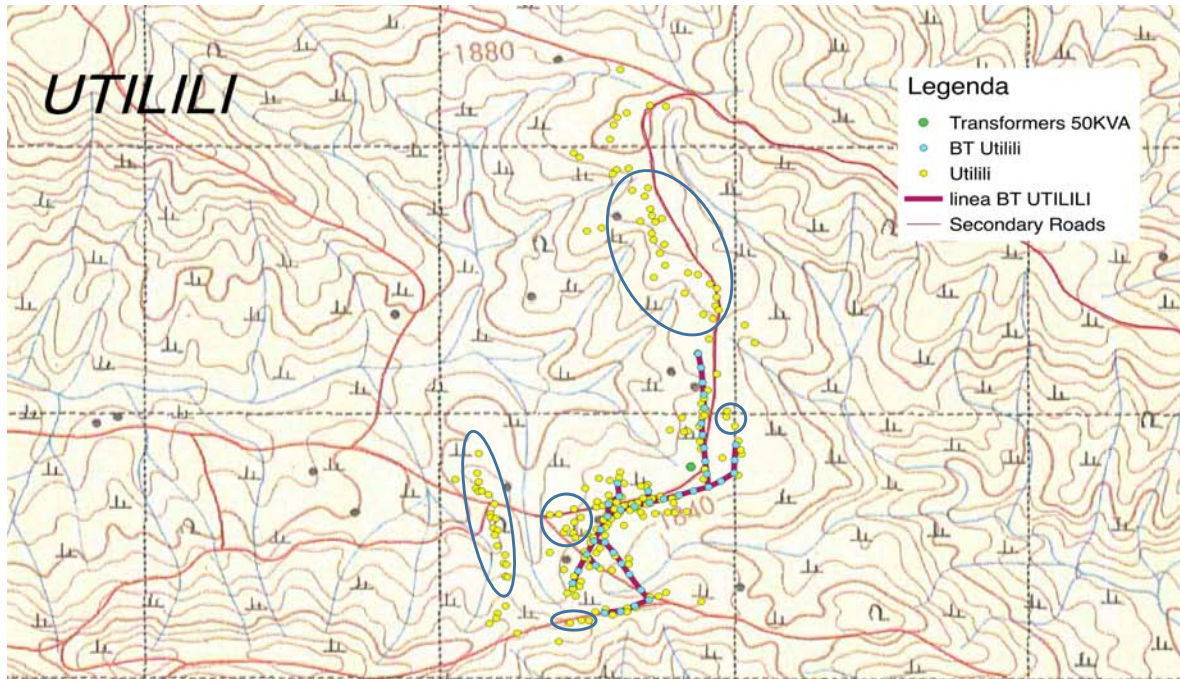 UTILILI
1880
Legenda
Transformers 50KVA
BT Utilili
Utilili
linea BT UTILILI
Secondary Roads
1840